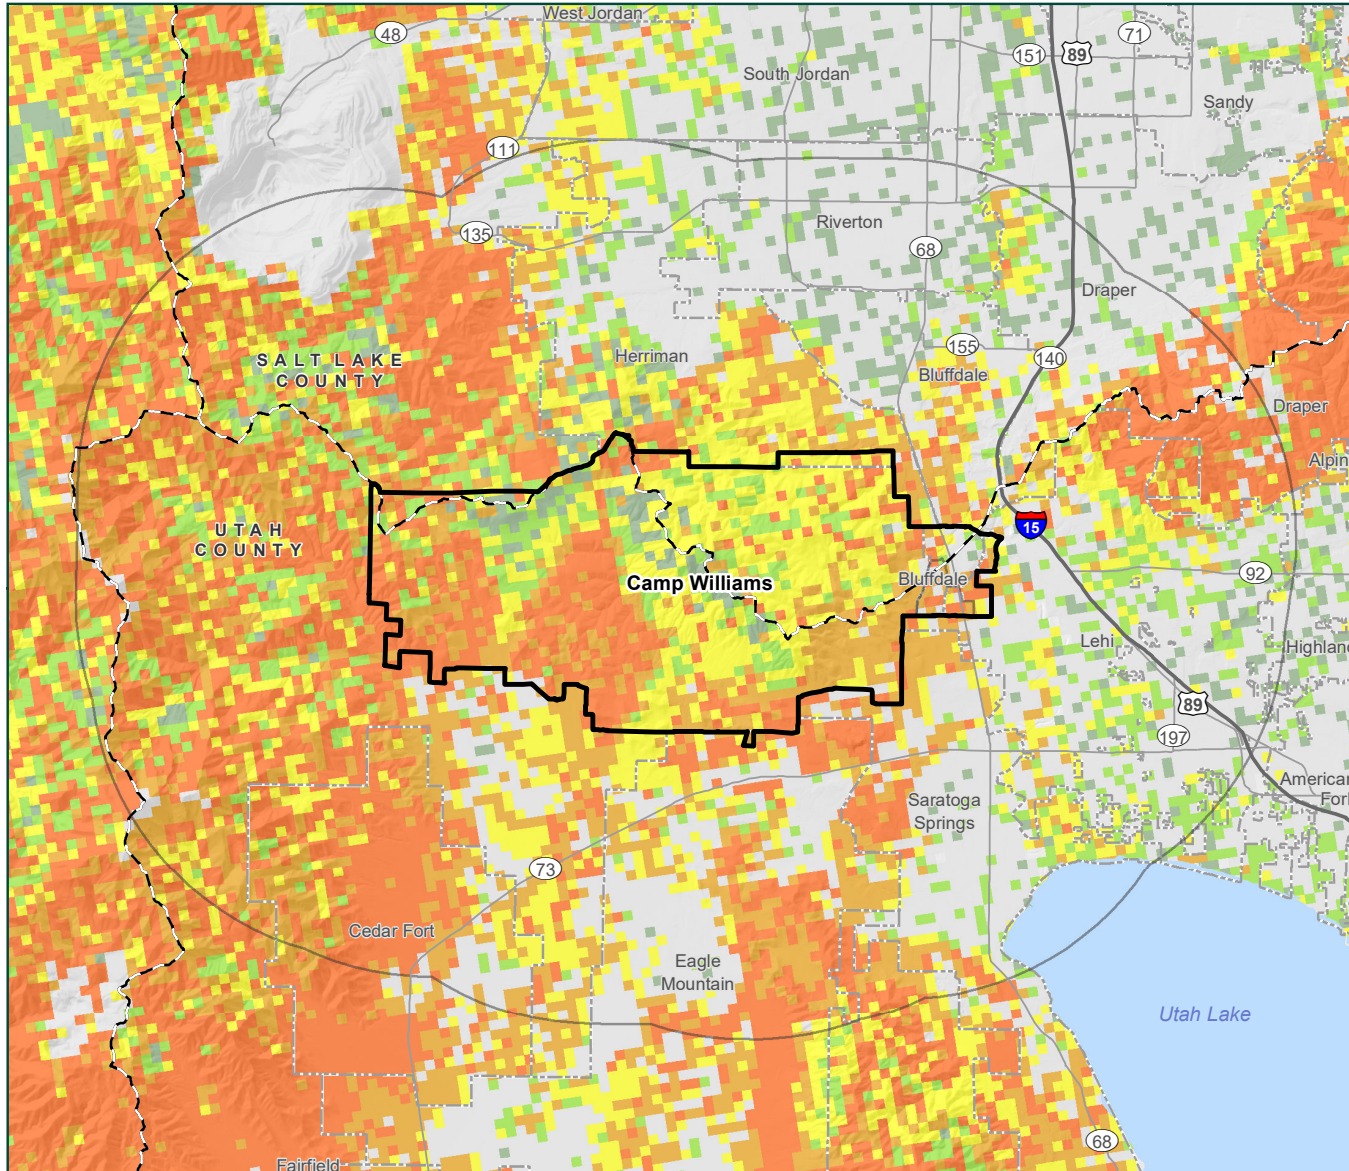 West Jordan
48
151
89
71
South Jordan
Sandy
111
Riverton
135
68
Draper
SALT LAKE
COUNTY
Herriman
155
140
Bluffdale
Draper
Alpin
UTAH
COUNTY
15
Camp Williams
Bluffdale
92
Lehi
Highland
89
197
American
Fork
Saratoga
Springs
73
Cedar Fort
Eagle
Mountain
Utah Lake
68
Fairfield